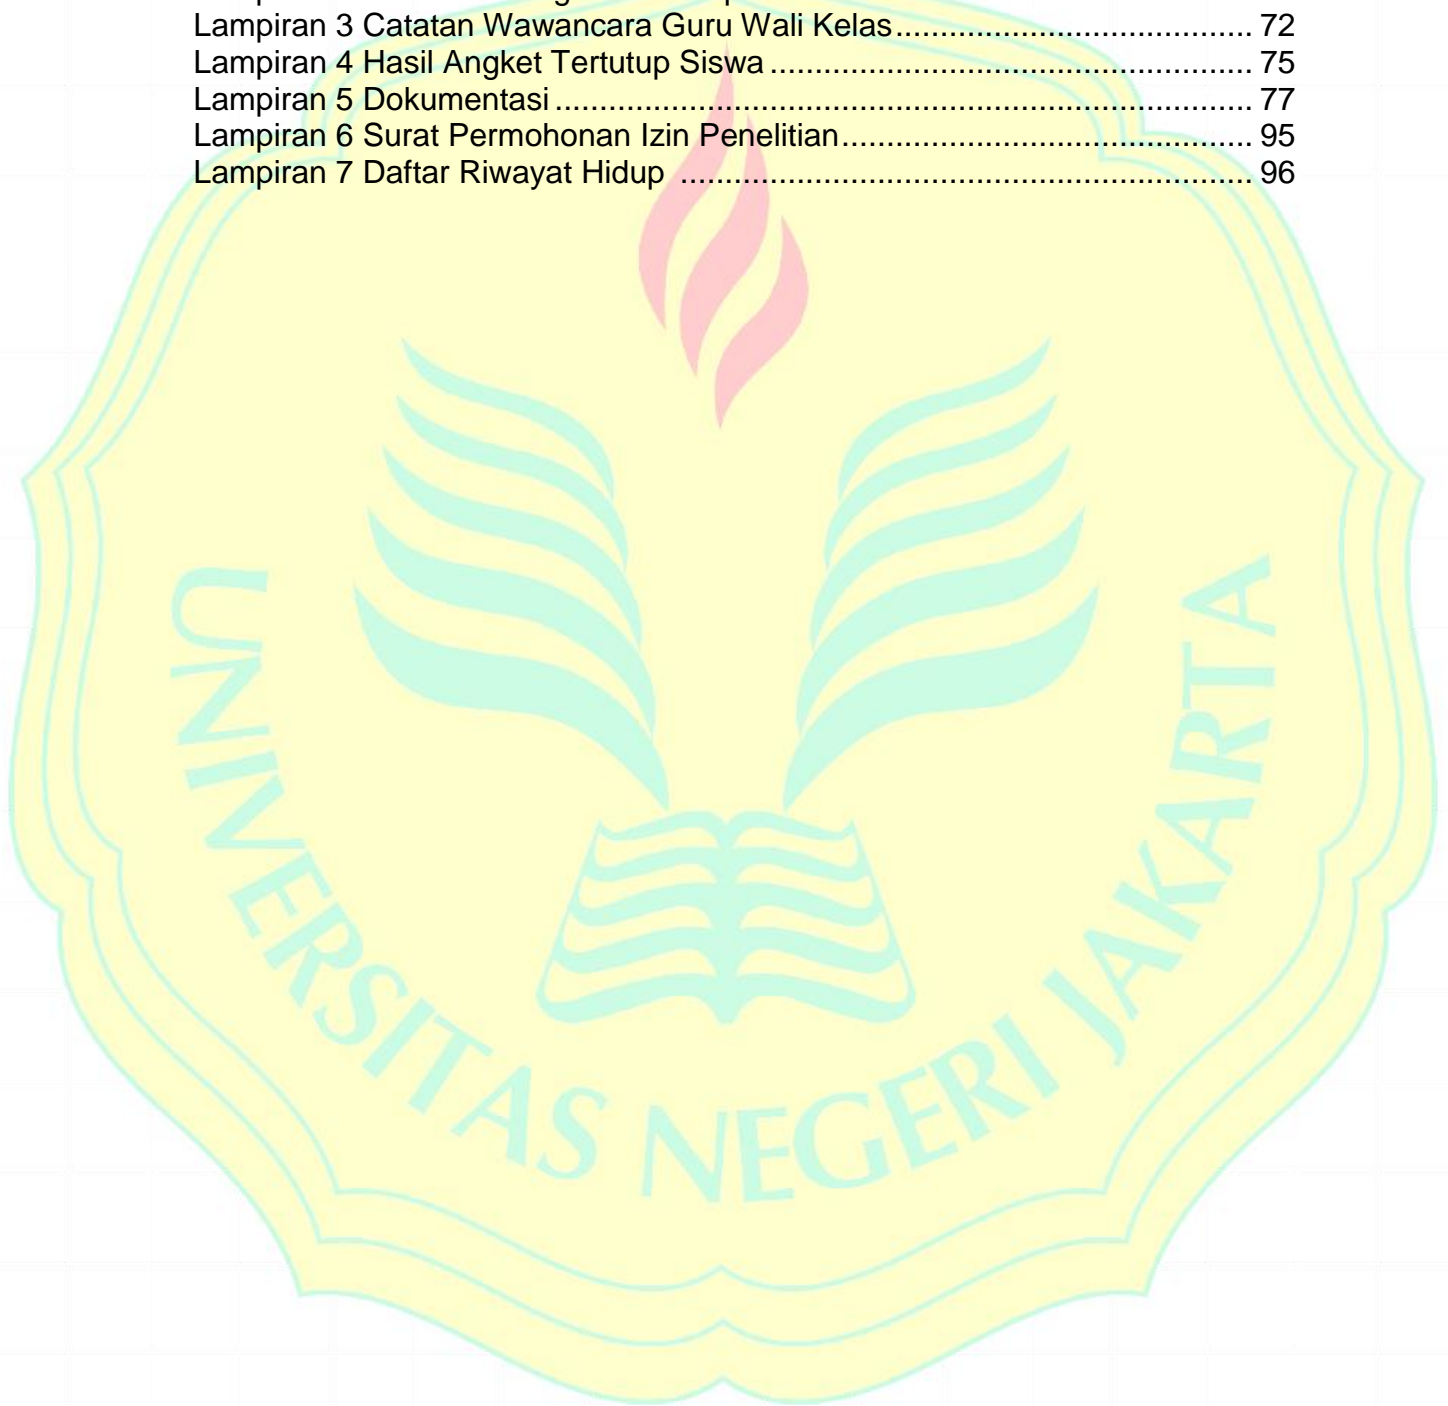 Lampiran 3 Catatan Wawancara Guru Wali Kelas........................................ 72
Lampiran 4 Hasil Angket Tertutup Siswa ...................................................... 75
Lampiran 5 Dokumentasi .............................................................................. 77
Lampiran 6 Surat Permohonan Izin Penelitian.............................................. 95
Lampiran 7 Daftar Riwayat Hidup ................................................................ 96
UNIVERSITAS NEGERI JAKARTA